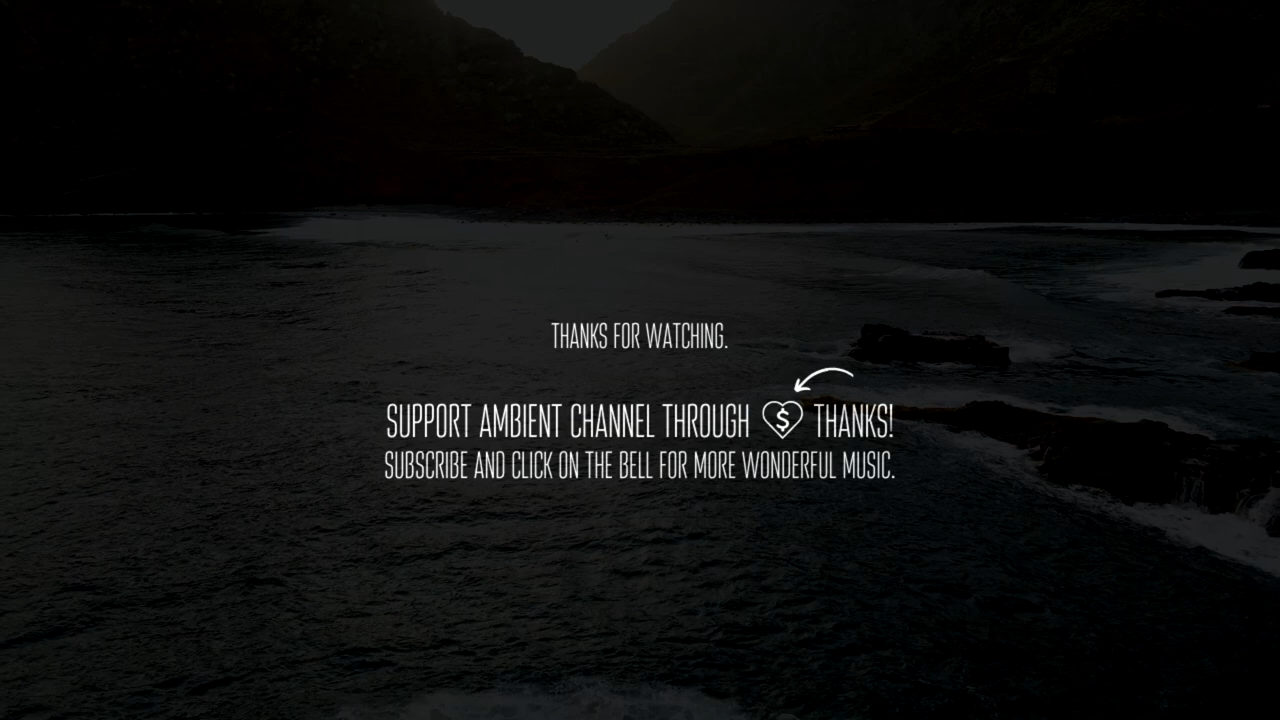 THANKS FOR WATCHING.
SUPPORT AMBIENT CHANNEL THROUGH $ THANKS!
SUBSCRIBE AND CLICK ON THE BELL FOR MORE WONDERFUL MUSIC.